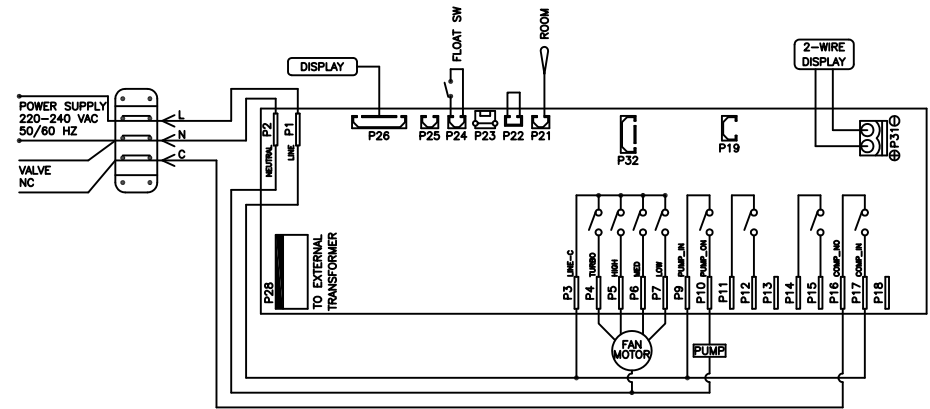 FLOAT SW
ROOM
2-WIRE
DISPLAY
DISPLAY
POWER SUPPLY
220-240 VAC
50/60 HZ
L
N
C
VALVE
NC
P2
P1
NEUTRAL
LINE
P26
P25
P24
P23
P22
P21
P32
P19
P31
P28
TO EXTERNAL
TRANSFORMER
LINE-C
TURBO
HIGH
MED
LOW
PUMP_IN
PUMP_ON
COMP_NO
COMP_IN
P3
P4
P5
P6
P7
P9
P10
P11
P12
P13
P14
P15
P16
P17
P18
FAN
MOTOR
PUMP